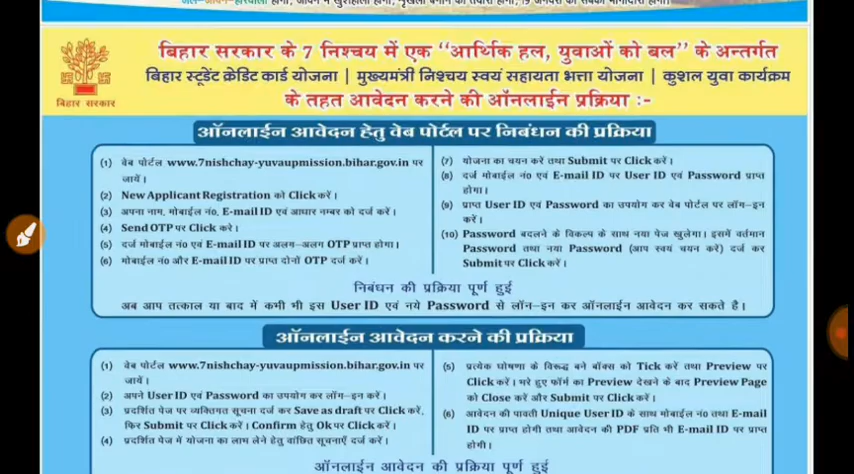 जल-जीवन-हरियाली होगी, जीवन में खुशहाली होगी, श्रृंखला बनाने की तैयारी होगी, 19 जनवरी को सबकी भागीदारी होगी।
बिहार सरकार
बिहार सरकार के 7 निश्चय में एक “आर्थिक हल, युवाओं को बल” के अन्तर्गत
बिहार स्टूडेंट क्रेडिट कार्ड योजना | मुख्यमंत्री निश्चय स्वयं सहायता भत्ता योजना | कुशल युवा कार्यक्रम
के तहत आवेदन करने की ऑनलाईन प्रक्रिया :-
ऑनलाईन आवेदन हेतु वेब पोर्टल पर निबंधन की प्रक्रिया
(1) वेब पोर्टल www.7nishchay-yuvaupmission.bihar.gov.in पर
जायें।
(2) New Applicant Registration को Click करें।
(3) अपना नाम, मोबाईल नं०, E-mail ID एवं आधार नम्बर को दर्ज करें।
(4) Send OTP पर Click करे।
(5) दर्ज मोबाईल नं० एवं E-mail ID पर अलग-अलग OTP प्राप्त होगा।
(6) मोबाईल नं० और E-mail ID पर प्राप्त दोनों OTP दर्ज करें।
(7) योजना का चयन करें तथा Submit पर Click करें।
(8) दर्ज मोबाईल नं० एवं E-mail ID पर User ID एवं Password प्राप्त
होगा।
(9) प्राप्त User ID एवं Password का उपयोग कर वेब पोर्टल पर लॉग-इन
करें।
(10) Password बदलने के विकल्प के साथ नया पेज खुलेगा। इसमें वर्तमान
Password तथा नया Password (आप स्वयं चयन करें) दर्ज कर
Submit पर Click करें।
निबंधन की प्रक्रिया पूर्ण हुई
अब आप तत्काल या बाद में कभी भी इस User ID एवं नये Password से लॉन-इन कर ऑनलाईन आवेदन कर सकते है।
ऑनलाईन आवेदन करने की प्रक्रिया
(1) वेब पोर्टल www.7nishchay-yuvaupmission.bihar.gov.in पर
जायें।
(2) अपने User ID एवं Password का उपयोग कर लॉग-इन करें।
(3) प्रदर्शित पेज पर व्यक्तिगत सूचना दर्ज कर Save as draft पर Click करें,
फिर Submit पर Click करें। Confirm हेतु Ok पर Click करें।
(4) प्रदर्शित पेज में योजना का लाभ लेने हेतु वांछित सूचनाएँ दर्ज करें।
(5) प्रत्येक घोषणा के विरूद्ध बने बॉक्स को Tick करें तथा Preview पर
Click करें। भरे हुए फॉर्म का Preview देखने के बाद Preview Page
को Close करें और Submit पर Click करें।
(6) आवेदन की पावती Unique User ID के साथ मोबाईल नं० तथा E-mail
ID पर प्राप्त होगी तथा आवेदन की PDF प्रति भी E-mail ID पर प्राप्त
होगी।
ऑनलाईन आवेदन की प्रक्रिया पूर्ण हुई